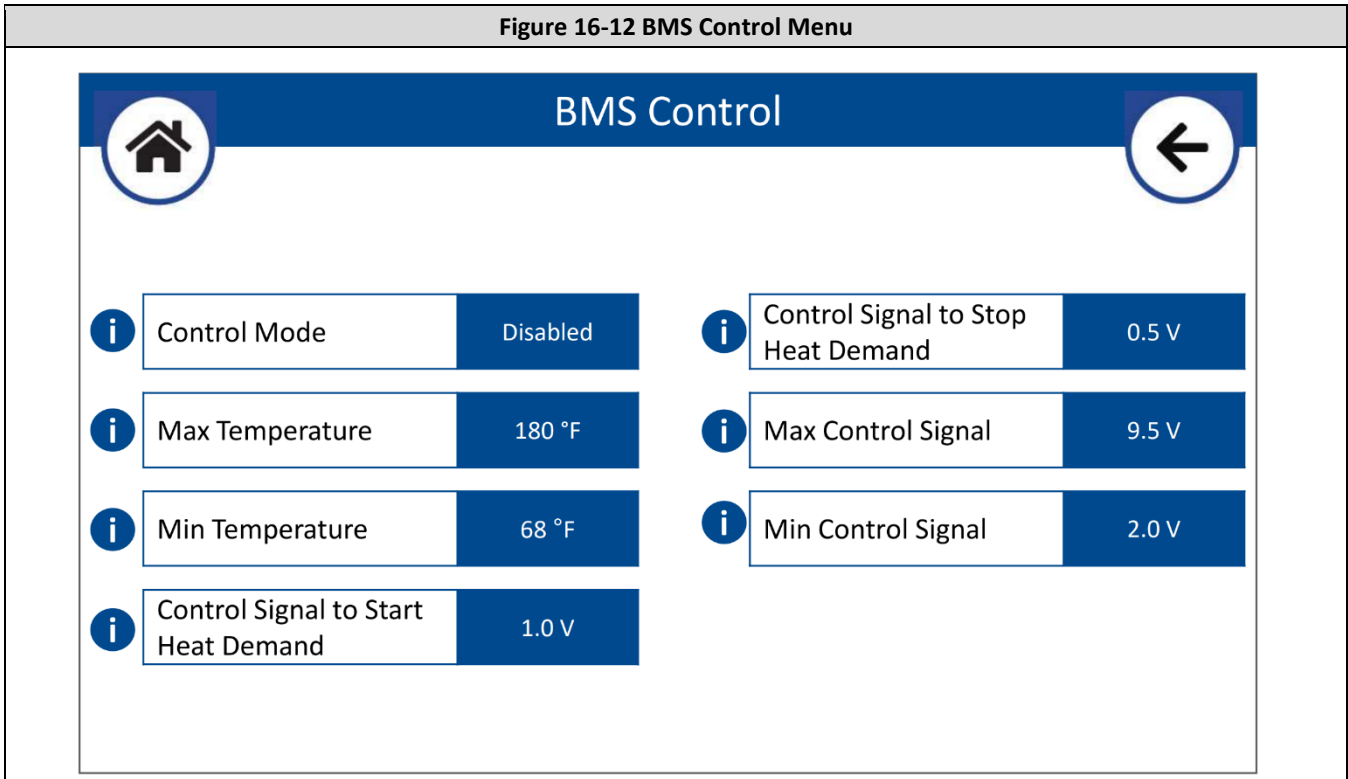 Figure 16-12 BMS Control Menu
BMS Control
i
Control Mode
Disabled
i
Max Temperature
180 °F
i
Min Temperature
68 °F
i
Control Signal to Start
Heat Demand
1.0 V
i
Control Signal to Stop
Heat Demand
0.5 V
i
Max Control Signal
9.5 V
i
Min Control Signal
2.0 V